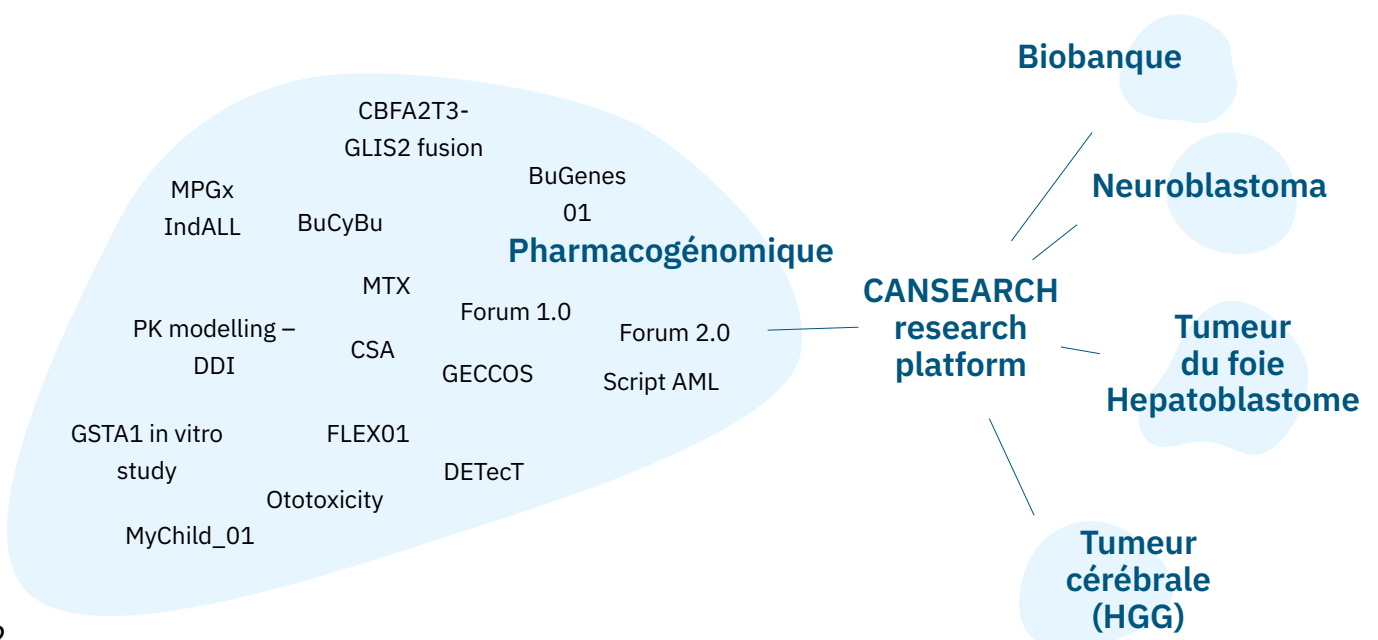 Biobanque
CBFA2T3-
GLIS2 fusion
BuGenes
01
MPGx
IndALL
BuCyBu
Neuroblastoma
Pharmacogénomique
MTX
Forum 1.0
Forum 2.0
PK modelling –
DDI
CSA
GECCOS
Script AML
CANSEARCH
research
platform
Tumeur
du foie
Hepatoblastome
GSTA1 in vitro
study
FLEX01
DETecT
Ototoxicity
MyChild_01
Tumeur
cérébrale
(HGG)